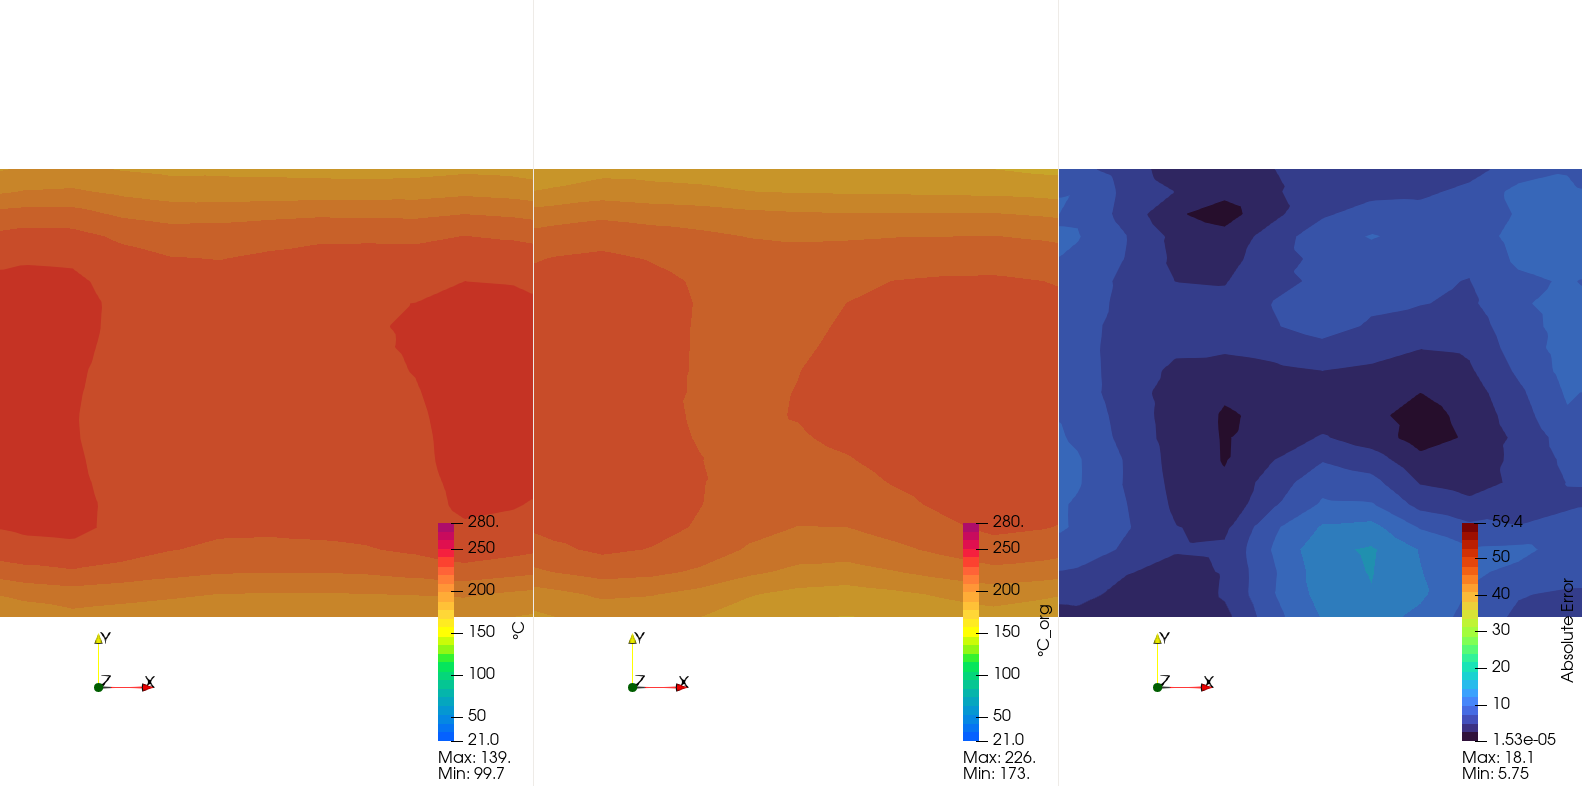 280.
250
200
150
100
50
21.0
°C
Max: 139.
Min: 99.7
Y
Z
X
280.
250
200
150
100
50
21.0
°C_org
Max: 226.
Min: 173.
Y
Z
X
59.4
50
40
30
20
10
1.53e-05
Absolute Error
Max: 18.1
Min: 5.75
Y
Z
X